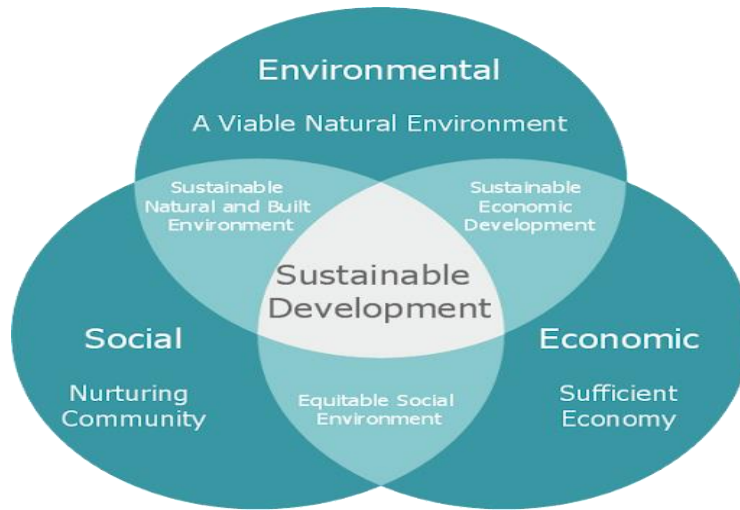 Environmental
A Viable Natural Environment
Sustainable
Natural and Built
Environment
Sustainable
Economic
Development
Sustainable
Development
Social
Nurturing
Community
Economic
Sufficient
Economy
Equitable Social
Environment